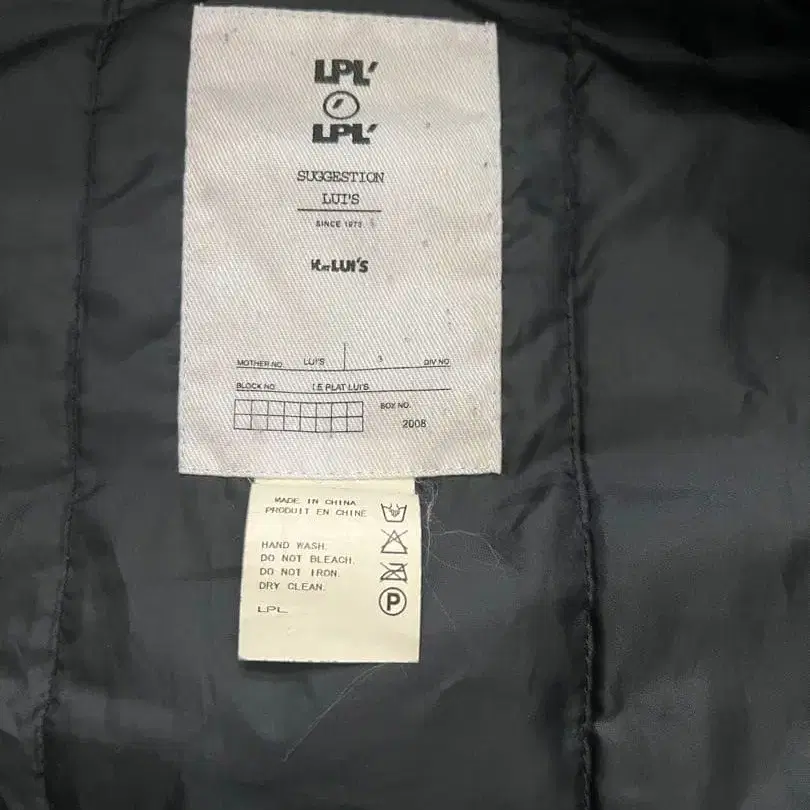 LPL'
LPL'
SUGGESTION
LUI'S
SINCE 1973
LUI'S
MOTHER NO. LUI'S 9 DIV NO
BLOCK NO LE PLAT LUI'S
BOX NO.
2008
MADE IN CHINA
PRODUIT EN CHINE
HAND WASH.
DO NOT BLEACH.
DO NOT IRON.
DRY CLEAN.
P
LPL